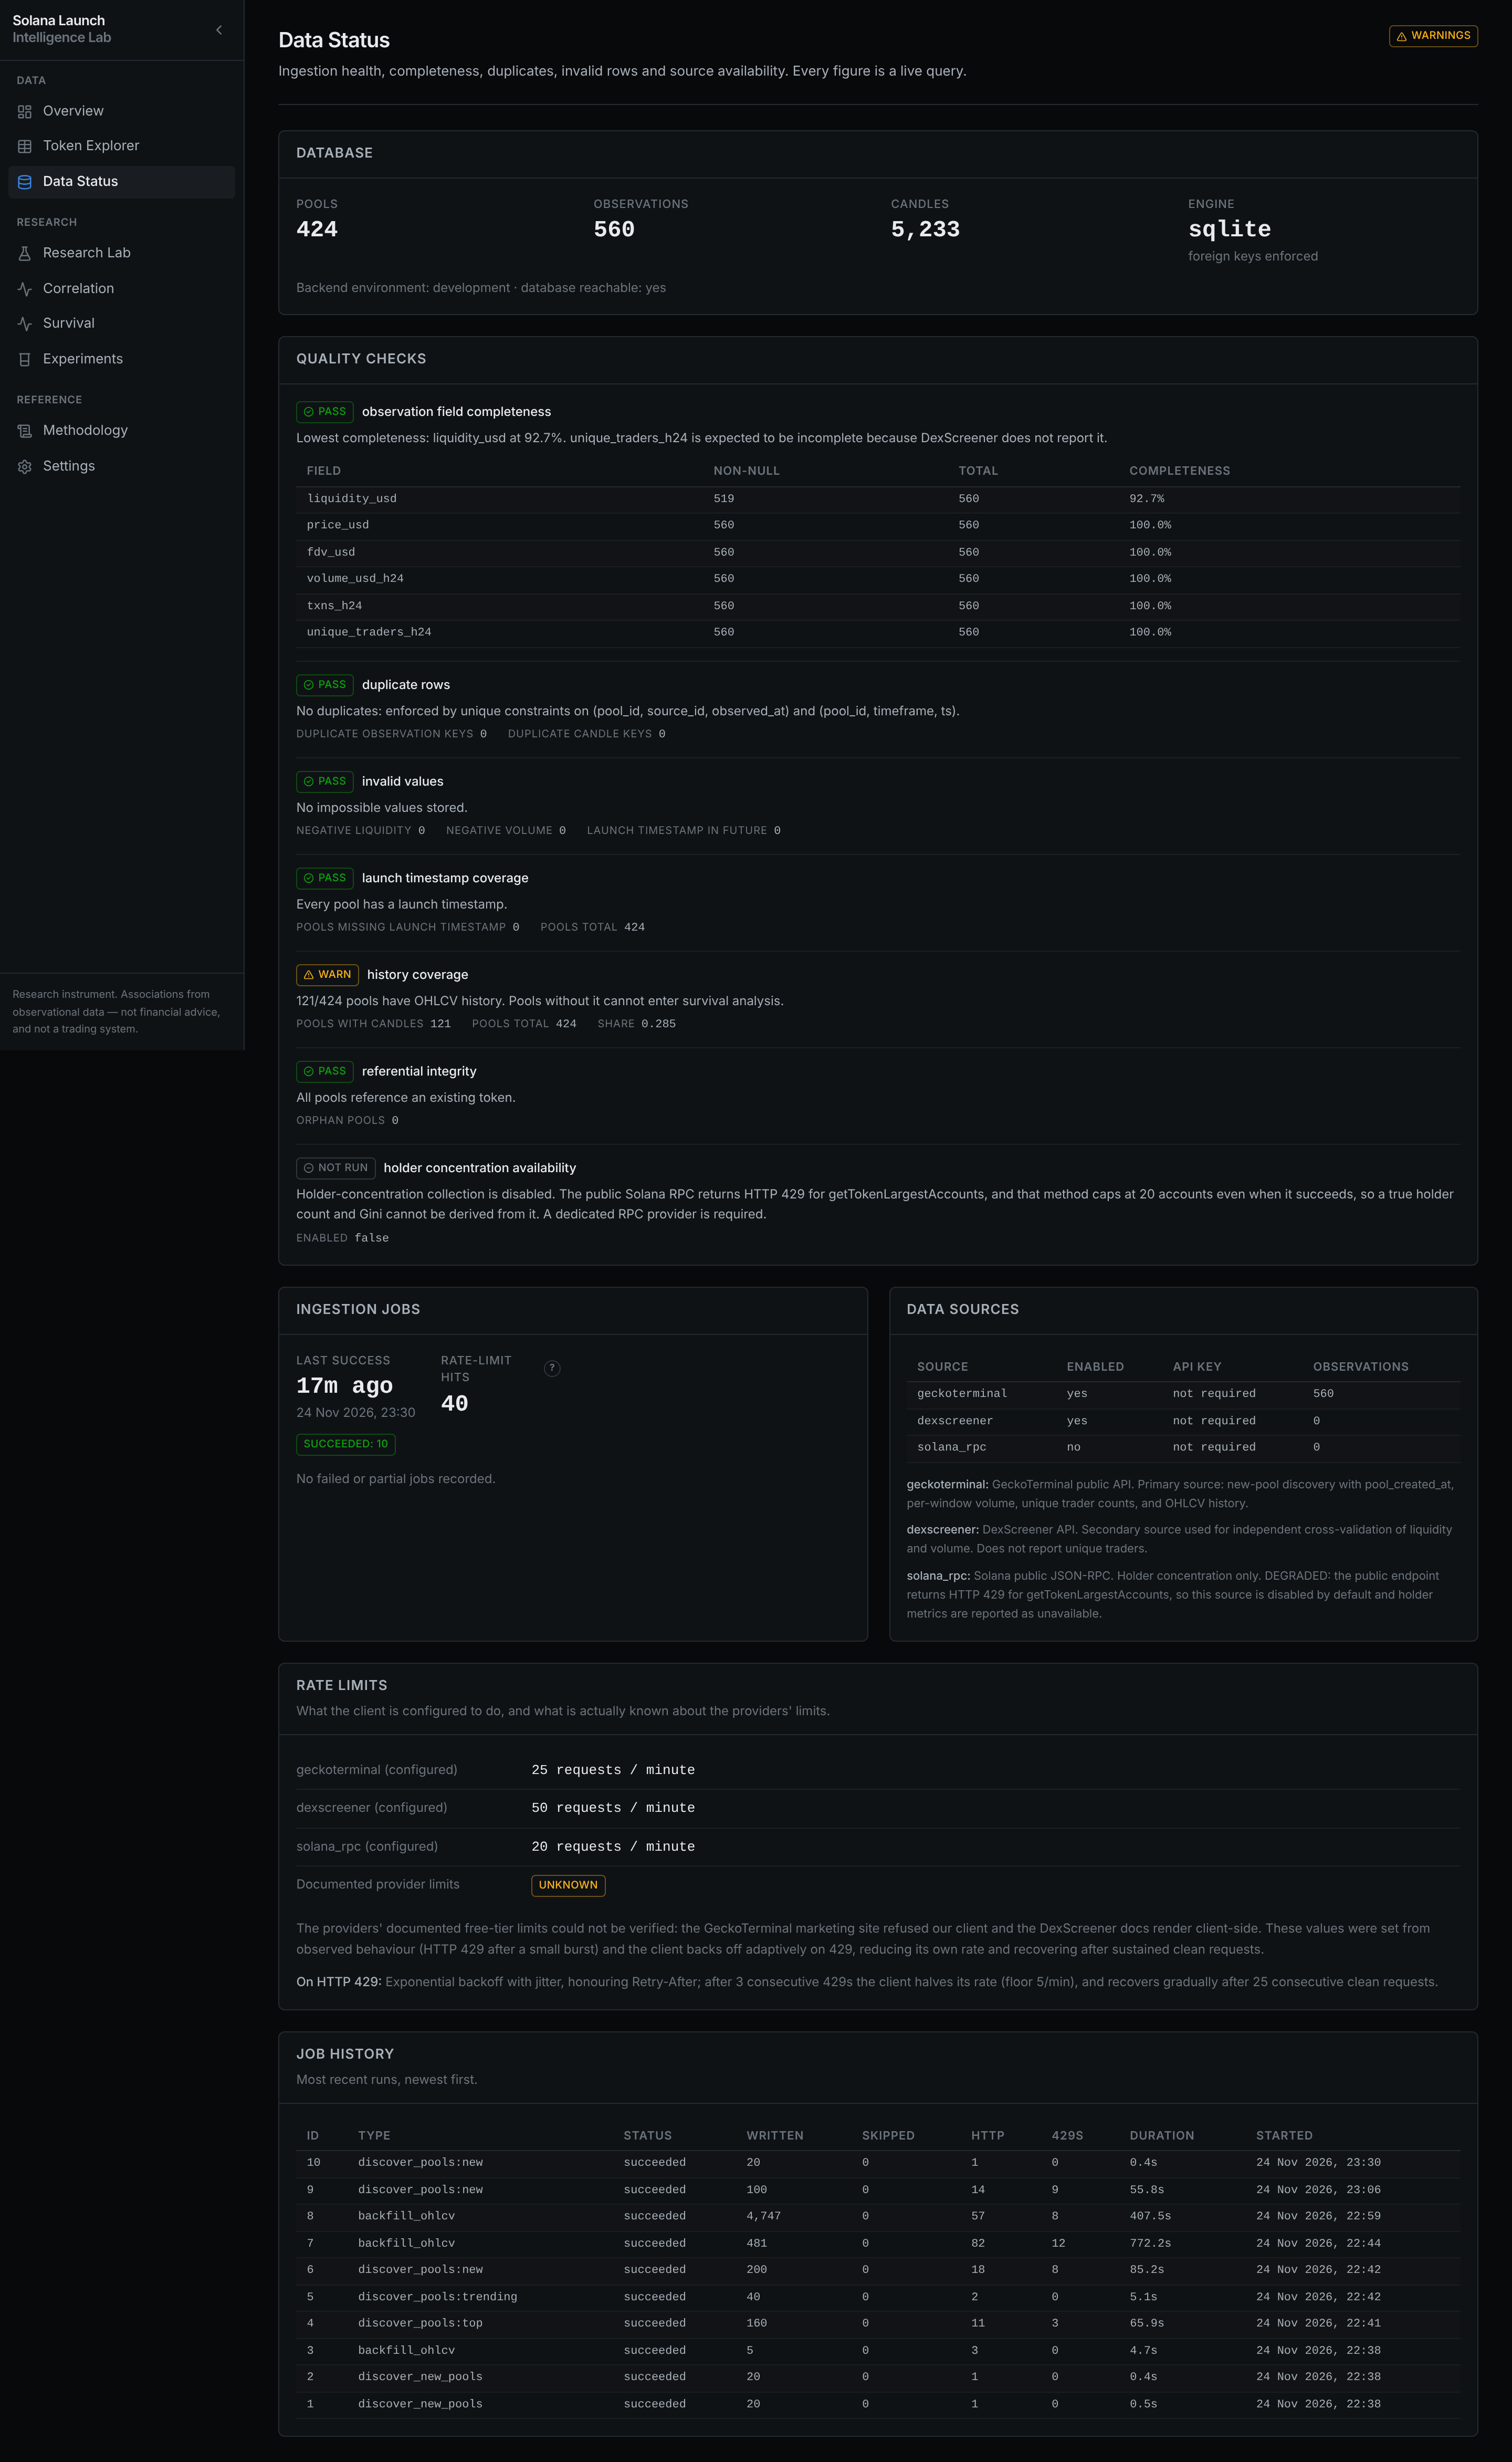 Solana Launch
Intelligence Lab
DATA
Overview
Token Explorer
Data Status
RESEARCH
Research Lab
Correlation
Survival
Experiments
REFERENCE
Methodology
Settings
Research instrument. Associations from
observational data — not financial advice,
and not a trading system.
Data Status
WARNINGS
Ingestion health, completeness, duplicates, invalid rows and source availability. Every figure is a live query.
DATABASE
POOLS OBSERVATIONS CANDLES ENGINE
424 560 5,233 sqlite
foreign keys enforced
Backend environment: development · database reachable: yes
QUALITY CHECKS
PASS observation field completeness
Lowest completeness: liquidity_usd at 92.7%. unique_traders_h24 is expected to be incomplete because DexScreener does not report it.
FIELD NON-NULL TOTAL COMPLETENESS
liquidity_usd 519 560 92.7%
price_usd 560 560 100.0%
fdv_usd 560 560 100.0%
volume_usd_h24 560 560 100.0%
txns_h24 560 560 100.0%
unique_traders_h24 560 560 100.0%
PASS duplicate rows
No duplicates: enforced by unique constraints on (pool_id, source_id, observed_at) and (pool_id, timeframe, ts).
DUPLICATE OBSERVATION KEYS 0 DUPLICATE CANDLE KEYS 0
PASS invalid values
No impossible values stored.
NEGATIVE LIQUIDITY 0 NEGATIVE VOLUME 0 LAUNCH TIMESTAMP IN FUTURE 0
PASS launch timestamp coverage
Every pool has a launch timestamp.
POOLS MISSING LAUNCH TIMESTAMP 0 POOLS TOTAL 424
WARN history coverage
121/424 pools have OHLCV history. Pools without it cannot enter survival analysis.
POOLS WITH CANDLES 121 POOLS TOTAL 424 SHARE 0.285
PASS referential integrity
All pools reference an existing token.
ORPHAN POOLS 0
NOT RUN holder concentration availability
Holder-concentration collection is disabled. The public Solana RPC returns HTTP 429 for getTokenLargestAccounts, and that method caps at 20 accounts even when it succeeds, so a true holder
count and Gini cannot be derived from it. A dedicated RPC provider is required.
ENABLED false
INGESTION JOBS
LAST SUCCESS
17m ago
24 Nov 2026, 23:30
RATE-LIMIT
HITS
?
40
SUCCEEDED: 10
No failed or partial jobs recorded.
DATA SOURCES
SOURCE ENABLED API KEY OBSERVATIONS
geckoterminal yes not required 560
dexscreener yes not required 0
solana_rpc no not required 0
geckoterminal: GeckoTerminal public API. Primary source: new-pool discovery with pool_created_at,
per-window volume, unique trader counts, and OHLCV history.
dexscreener: DexScreener API. Secondary source used for independent cross-validation of liquidity
and volume. Does not report unique traders.
solana_rpc: Solana public JSON-RPC. Holder concentration only. DEGRADED: the public endpoint
returns HTTP 429 for getTokenLargestAccounts, so this source is disabled by default and holder
metrics are reported as unavailable.
RATE LIMITS
What the client is configured to do, and what is actually known about the providers' limits.
geckoterminal (configured) 25 requests / minute
dexscreener (configured) 50 requests / minute
solana_rpc (configured) 20 requests / minute
Documented provider limits UNKNOWN
The providers' documented free-tier limits could not be verified: the GeckoTerminal marketing site refused our client and the DexScreener docs render client-side. These values were set from
observed behaviour (HTTP 429 after a small burst) and the client backs off adaptively on 429, reducing its own rate and recovering after sustained clean requests.
On HTTP 429: Exponential backoff with jitter, honouring Retry-After; after 3 consecutive 429s the client halves its rate (floor 5/min), and recovers gradually after 25 consecutive clean requests.
JOB HISTORY
Most recent runs, newest first.
ID TYPE STATUS WRITTEN SKIPPED HTTP 429S DURATION STARTED
10 discover_pools:new succeeded 20 0 1 0 0.4s 24 Nov 2026, 23:30
9 discover_pools:new succeeded 100 0 14 9 55.8s 24 Nov 2026, 23:06
8 backfill_ohlcv succeeded 4,747 0 57 8 407.5s 24 Nov 2026, 22:59
7 backfill_ohlcv succeeded 481 0 82 12 772.2s 24 Nov 2026, 22:44
6 discover_pools:new succeeded 200 0 18 8 85.2s 24 Nov 2026, 22:42
5 discover_pools:trending succeeded 40 0 2 0 5.1s 24 Nov 2026, 22:42
4 discover_pools:top succeeded 160 0 11 3 65.9s 24 Nov 2026, 22:41
3 backfill_ohlcv succeeded 5 0 3 0 4.7s 24 Nov 2026, 22:38
2 discover_new_pools succeeded 20 0 1 0 0.4s 24 Nov 2026, 22:38
1 discover_new_pools succeeded 20 0 1 0 0.5s 24 Nov 2026, 22:38